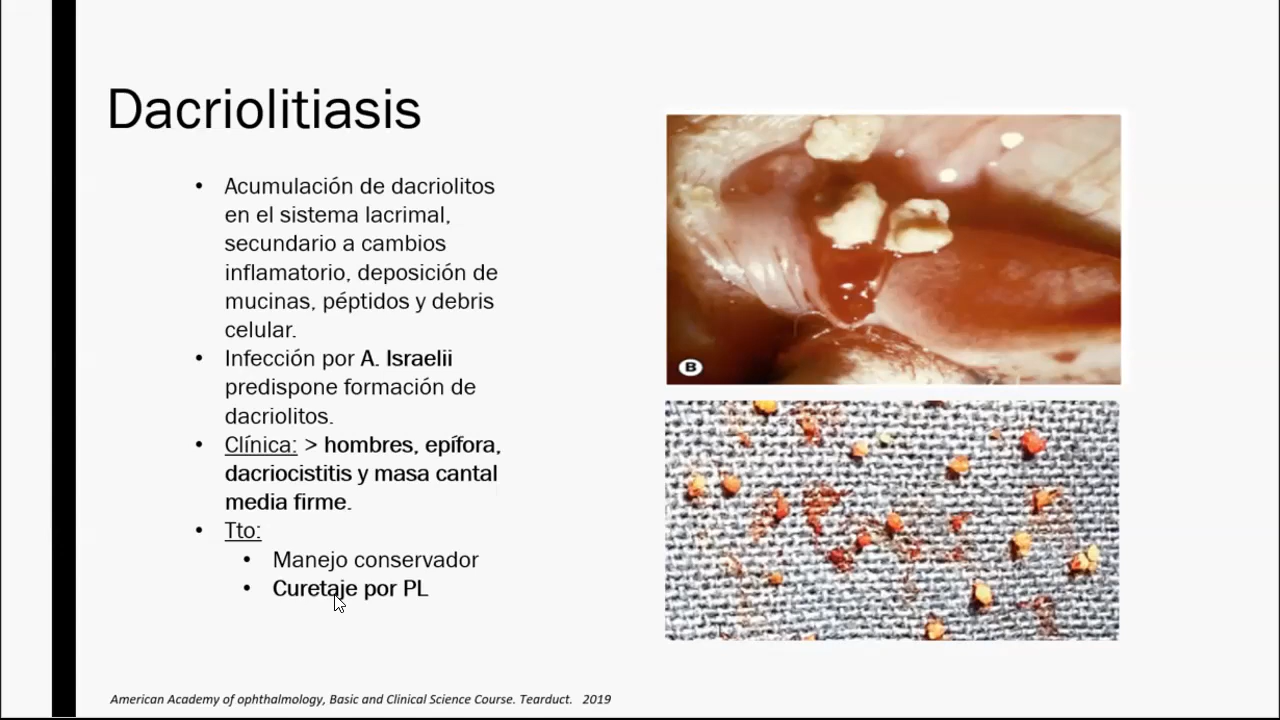 Dacriolitiasis
• Acumulación de dacriolitos
en el sistema lacrimal,
secundario a cambios
inflamatorio, deposición de
mucinas, péptidos y debris
celular.
• Infección por A. Israelii
predispone formación de
dacriolitos.
• Clínica: > hombres, epífora,
dacriocistitis y masa cantal
media firme.
• Tto:
• Manejo conservador
• Curetaje por PL
B
American Academy of ophthalmology, Basic and Clinical Science Course. Tearduct. 2019